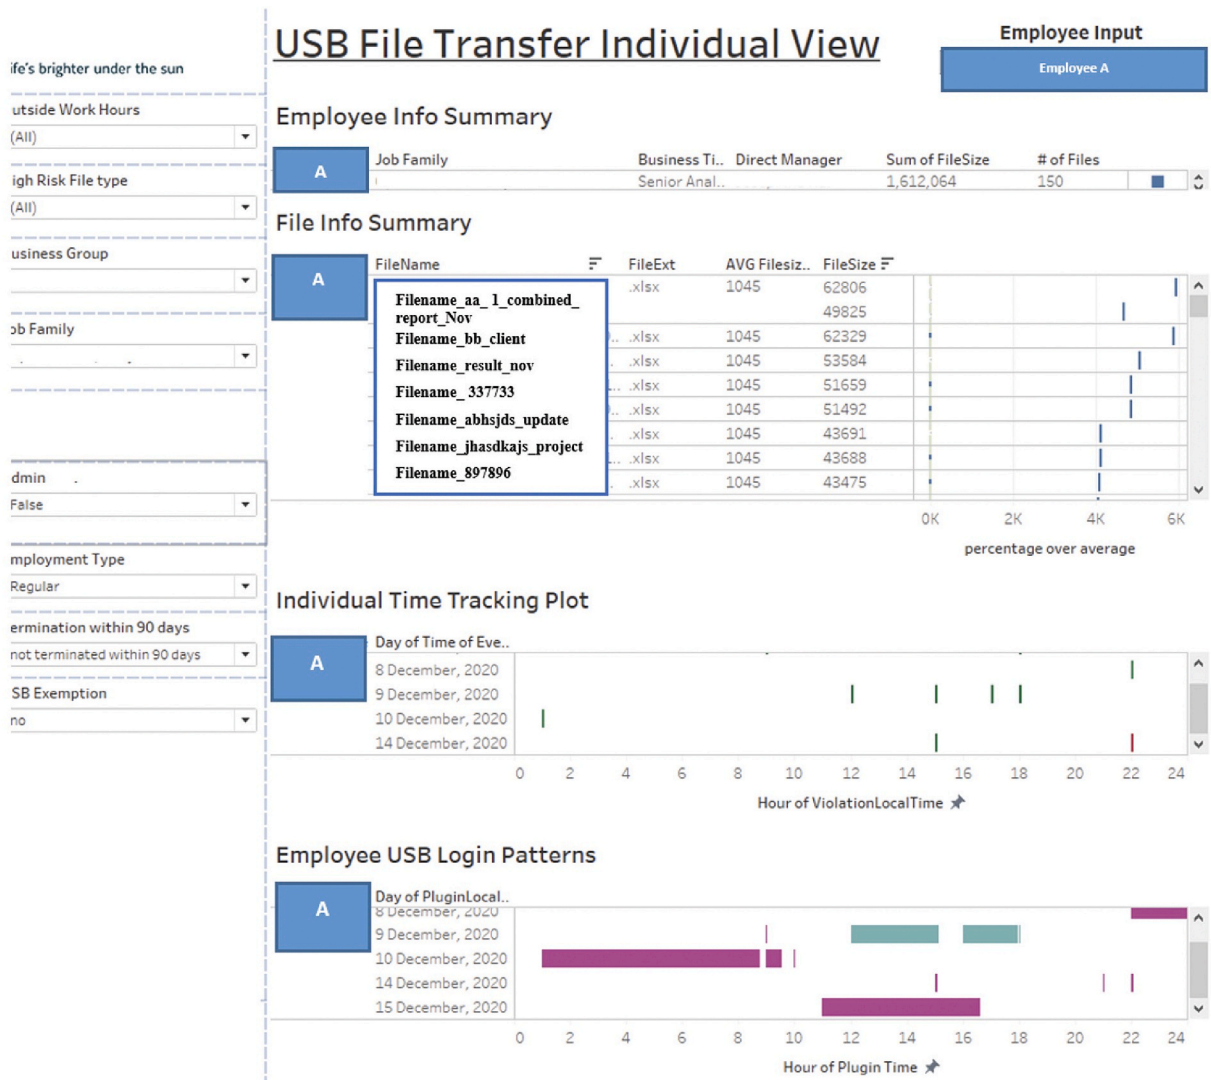 USB File Transfer Individual View
Employee Input
Employee A
ife's brighter under the sun
utside Work Hours
(All)
igh Risk File type
(All)
usiness Group
ob Family
dmin
False
mployment Type
Regular
ermination within 90 days
not terminated within 90 days
SB Exemption
no
Employee Info Summary
A
Job Family Business Ti.. Direct Manager Sum of FileSize # of Files
Senior Anal.. 1,612,064 150
File Info Summary
A
FileName FileExt AVG Filesiz.. FileSize
Filename_aa_ 1_combined_ .xlsx 1045 62806
report_Nov 49825
Filename_bb_client .xlsx 1045 62329
Filename_result_nov .xlsx 1045 53584
Filename_ 337733 .xlsx 1045 51659
Filename_abhsjds_update .xlsx 1045 51492
Filename_jhasdkajs_project .xlsx 1045 43691
Filename_897896 .xlsx 1045 43688
.xlsx 1045 43475
0K 2K 4K 6K
percentage over average
Individual Time Tracking Plot
A
Day of Time of Eve..
8 December, 2020
9 December, 2020
10 December, 2020
14 December, 2020
0 2 4 6 8 10 12 14 16 18 20 22 24
Hour of ViolationLocalTime
Employee USB Login Patterns
A
Day of PluginLocal..
8 December, 2020
9 December, 2020
10 December, 2020
14 December, 2020
15 December, 2020
0 2 4 6 8 10 12 14 16 18 20 22 24
Hour of Plugin Time